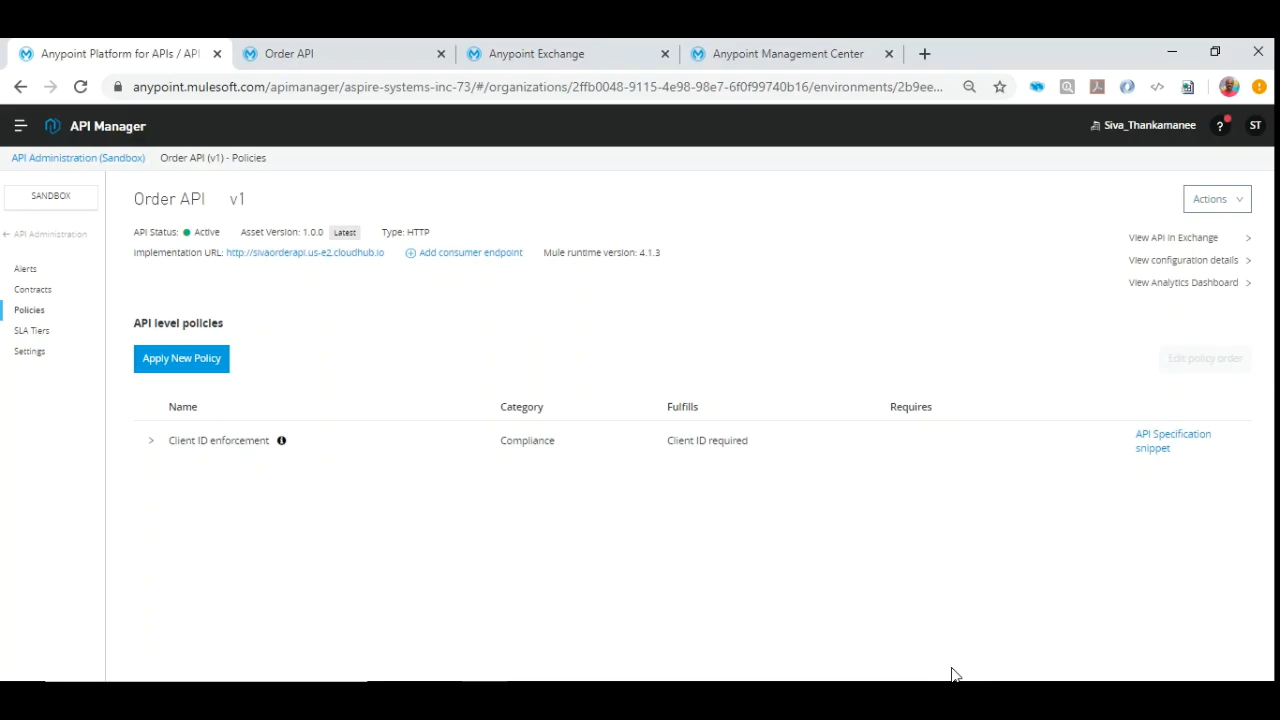 Anypoint Platform for APIs / API
Order API
Anypoint Exchange
Anypoint Management Center
anypoint.mulesoft.com/apimanager/aspire-systems-inc-73/#/organizations/2ffb0048-9115-4e98-98e7-6f0f99740b16/environments/2b9ee...
API Manager
Siva_Thankamanee
?
ST
API Administration (Sandbox)
Order API (v1) - Policies
SANDBOX
API Administration
Alerts
Contracts
Policies
SLA Tiers
Settings
Order API v1
Actions
API Status: Active
Asset Version: 1.0.0 Latest
Type: HTTP
Implementation URL: http://sivaorderapi.us-e2.cloudhub.io
Add consumer endpoint
Mule runtime version: 4.1.3
View API in Exchange
View configuration details
View Analytics Dashboard
API level policies
Apply New Policy
Edit policy order
Name
Category
Fulfills
Requires
Client ID enforcement
Compliance
Client ID required
API Specification
snippet